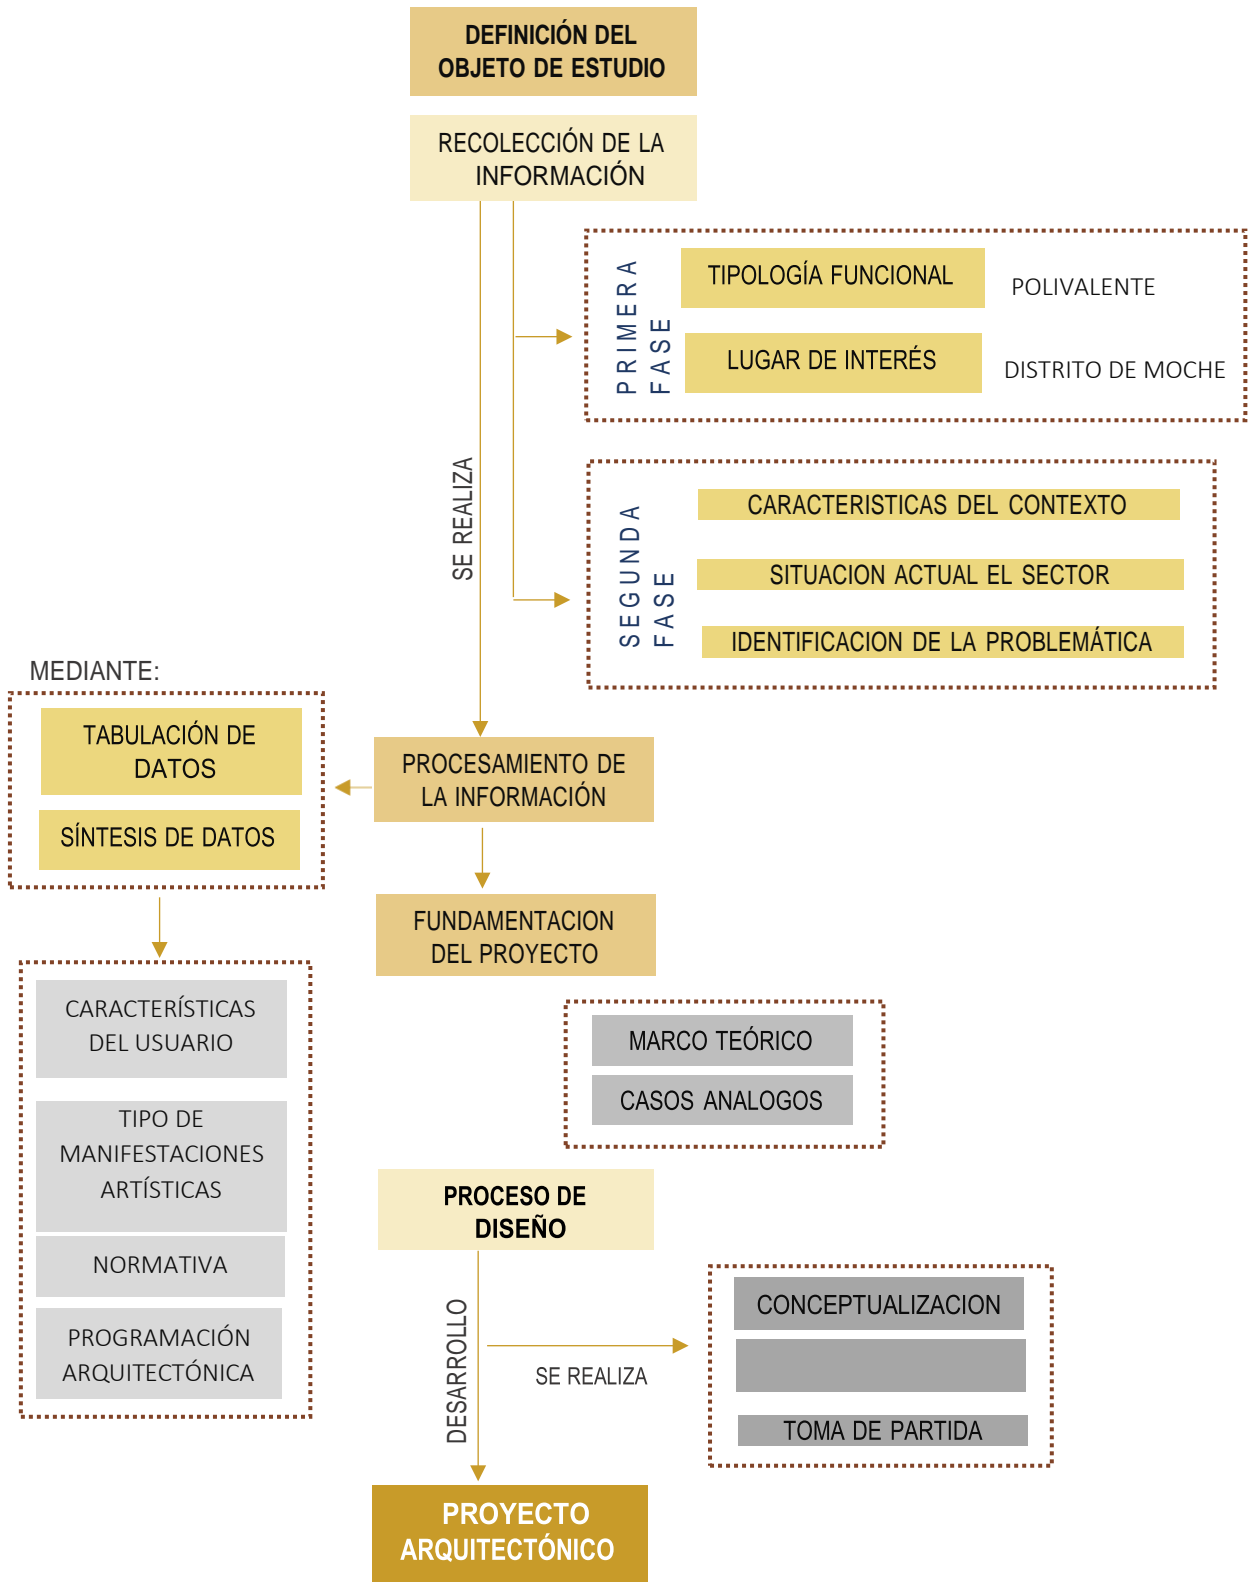 DEFINICIÓN DEL
OBJETO DE ESTUDIO
RECOLECCIÓN DE LA
INFORMACIÓN
PRIMERA
FASE
TIPOLOGÍA FUNCIONAL
POLIVALENTE
LUGAR DE INTERÉS
DISTRITO DE MOCHE
SE REALIZA
SEGUNDA
FASE
CARACTERISTICAS DEL CONTEXTO
SITUACION ACTUAL EL SECTOR
IDENTIFICACION DE LA PROBLEMÁTICA
MEDIANTE:
TABULACIÓN DE
DATOS
SÍNTESIS DE DATOS
PROCESAMIENTO DE
LA INFORMACIÓN
FUNDAMENTACION
DEL PROYECTO
CARACTERÍSTICAS
DEL USUARIO
TIPO DE
MANIFESTACIONES
ARTÍSTICAS
NORMATIVA
PROGRAMACIÓN
ARQUITECTÓNICA
MARCO TEÓRICO
CASOS ANALOGOS
PROCESO DE
DISEÑO
DESARROLLO
SE REALIZA
CONCEPTUALIZACION
TOMA DE PARTIDA
PROYECTO
ARQUITECTÓNICO